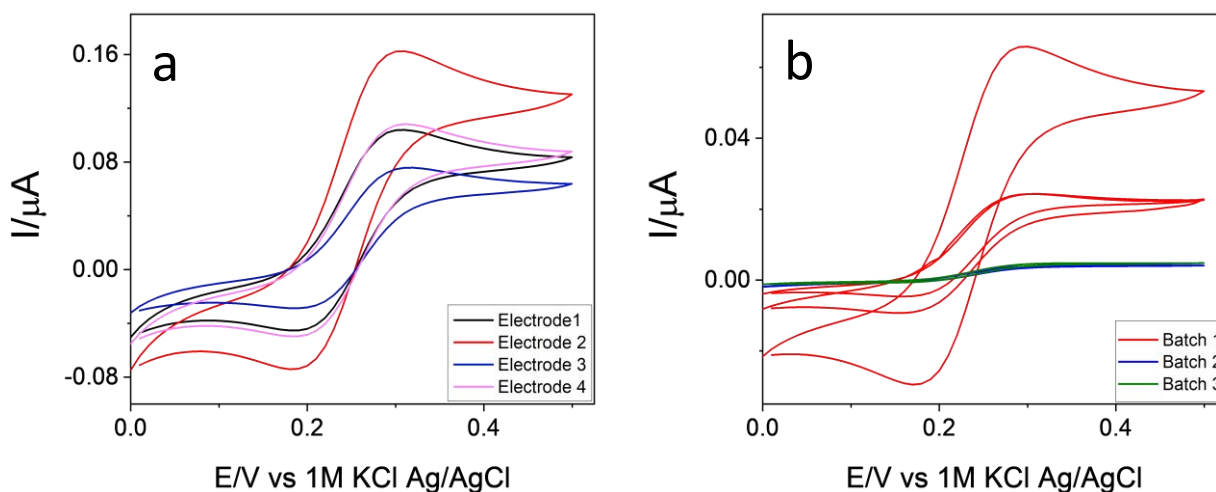 a
I/μA
0.16
0.08
0.00
-0.08
0.0
0.2
0.4
E/V vs 1M KCl Ag/AgCl
Electrode1
Electrode 2
Electrode 3
Electrode 4
b
I/μA
0.04
0.00
0.0
0.2
0.4
E/V vs 1M KCl Ag/AgCl
Batch 1
Batch 2
Batch 3